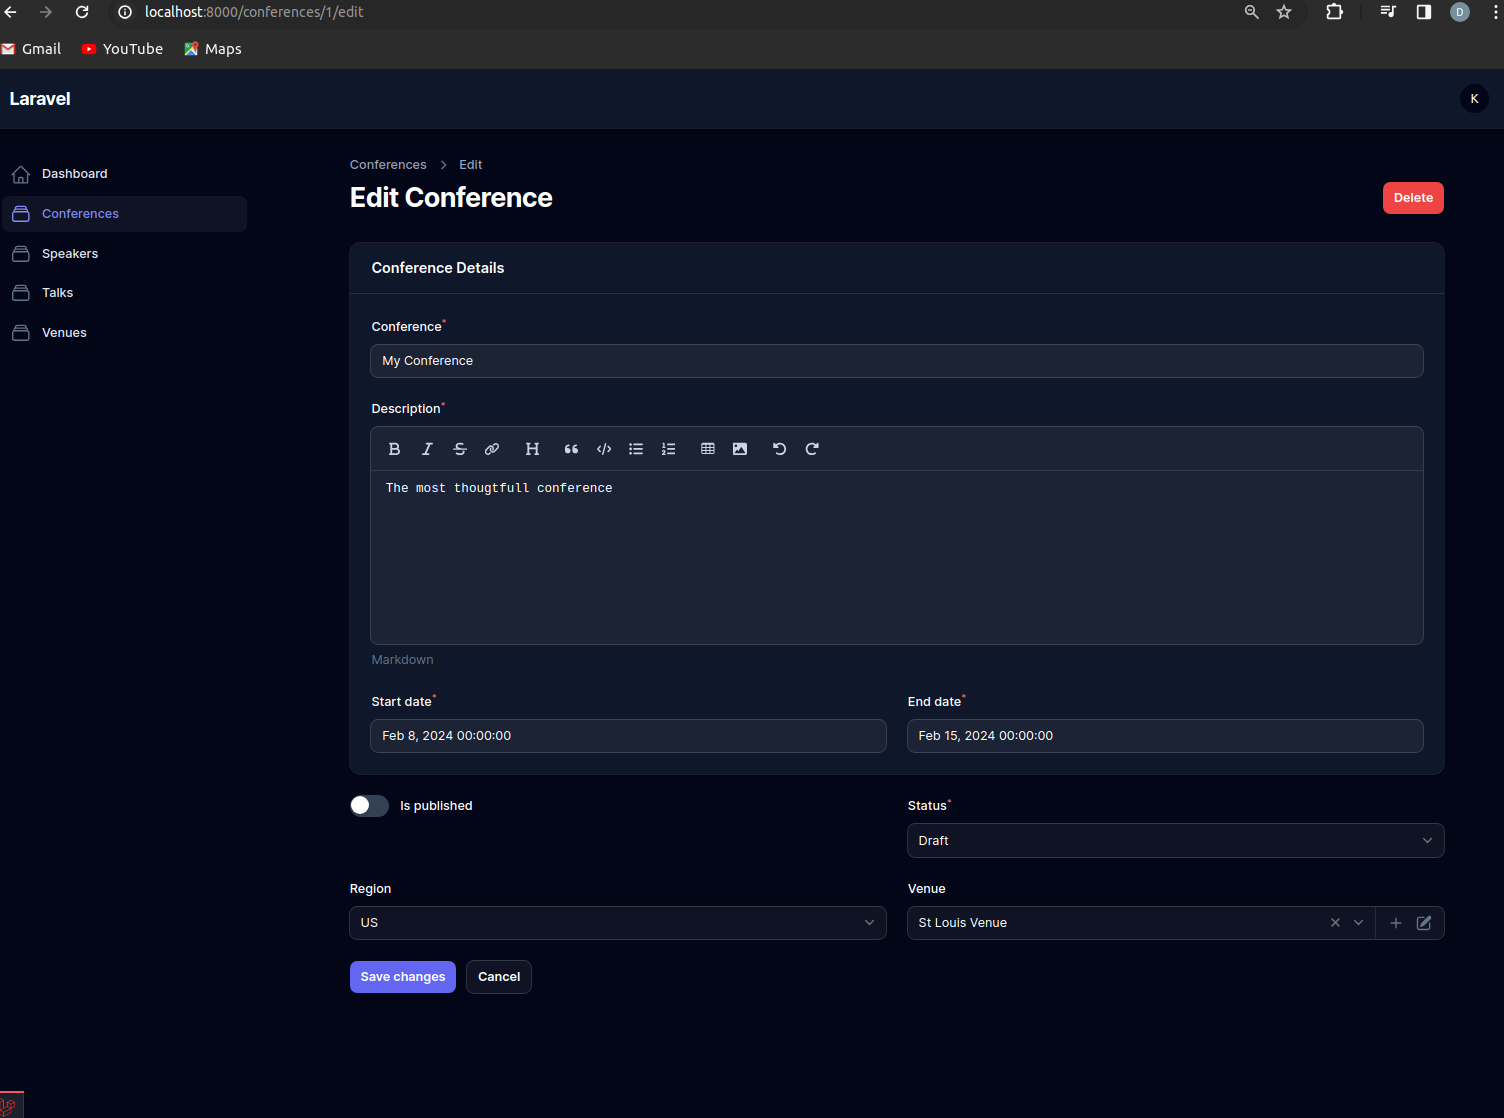 localhost:8000/conferences/1/edit
D
Gmail YouTube Maps
Laravel
K
Dashboard
Conferences
Speakers
Talks
Venues
Conferences > Edit
Edit Conference
Delete
Conference Details
Conference*
My Conference
Description*
The most thougtfull conference
Markdown
Start date*
Feb 8, 2024 00:00:00
End date*
Feb 15, 2024 00:00:00
Is published
Status*
Draft
Region
US
Venue
St Louis Venue
Save changes
Cancel